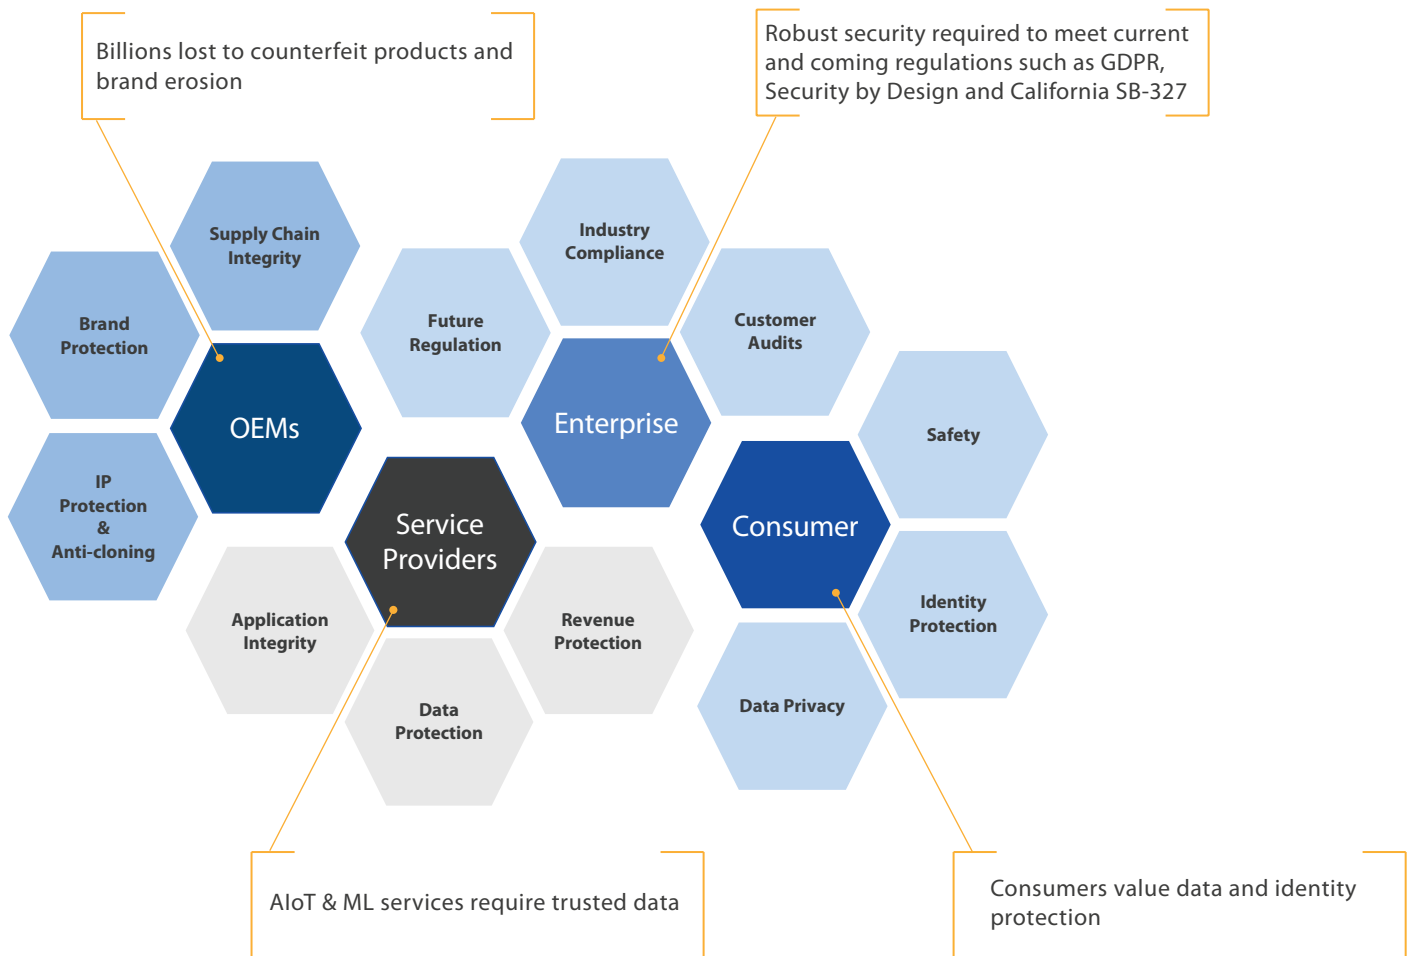 Billions lost to counterfeit products and
brand erosion
Robust security required to meet current
and coming regulations such as GDPR,
Security by Design and California SB-327
Supply Chain
Integrity
Industry
Compliance
Brand
Protection
Future
Regulation
Customer
Audits
OEMs
Enterprise
Safety
IP
Protection
&
Anti-cloning
Service
Providers
Consumer
Application
Integrity
Revenue
Protection
Identity
Protection
Data
Protection
Data Privacy
AIoT & ML services require trusted data
Consumers value data and identity
protection